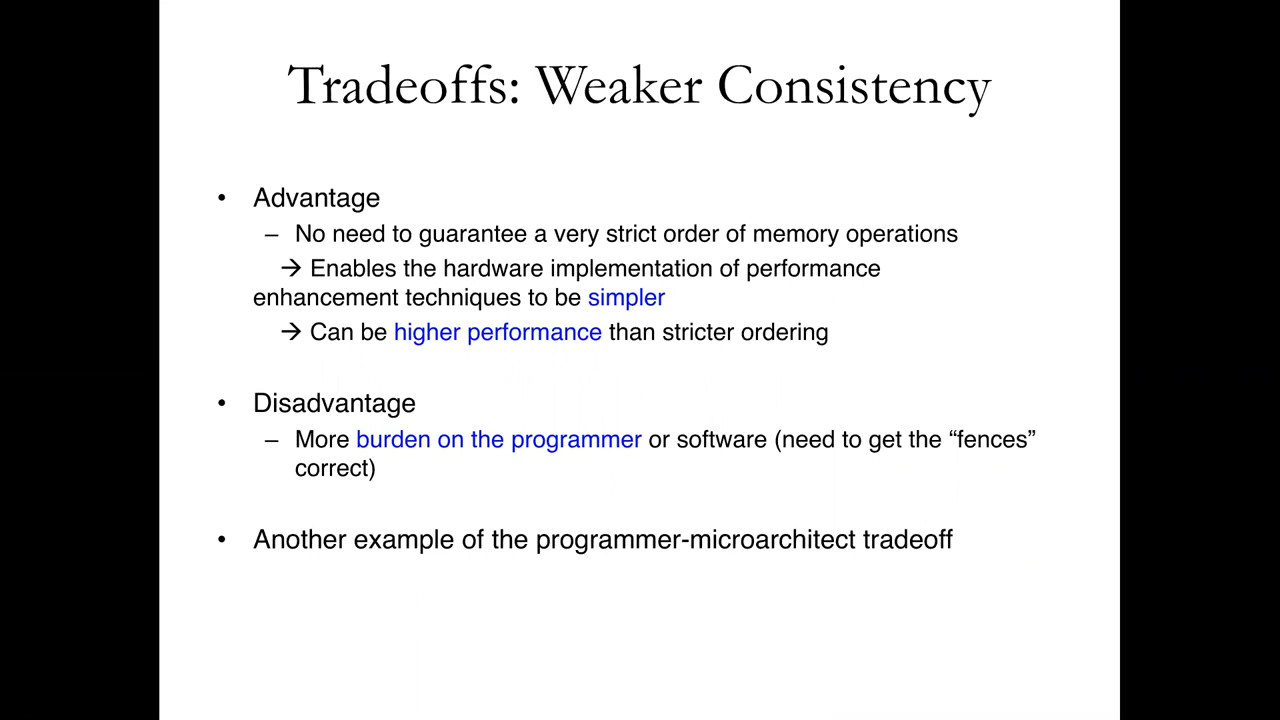 Tradeoffs: Weaker Consistency
• Advantage
– No need to guarantee a very strict order of memory operations
→ Enables the hardware implementation of performance
enhancement techniques to be simpler
→ Can be higher performance than stricter ordering
• Disadvantage
– More burden on the programmer or software (need to get the “fences”
correct)
• Another example of the programmer-microarchitect tradeoff